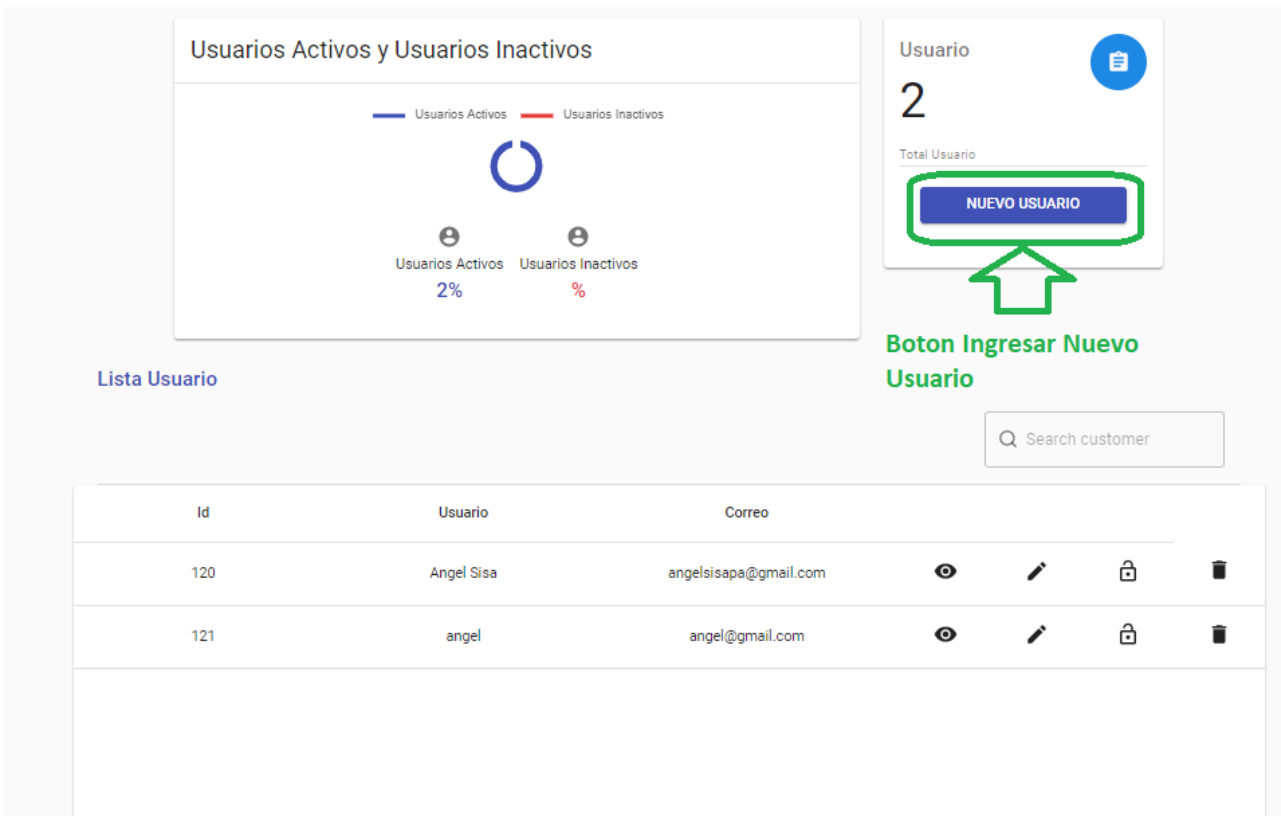 Usuarios Activos y Usuarios Inactivos
Usuarios Activos Usuarios Inactivos
Usuarios Activos Usuarios Inactivos
2% %
Usuario
2
Total Usuario
NUEVO USUARIO
Boton Ingresar Nuevo
Usuario
Lista Usuario
Search customer
Id Usuario Correo
120 Angel Sisa angelsisapa@gmail.com
121 angel angel@gmail.com